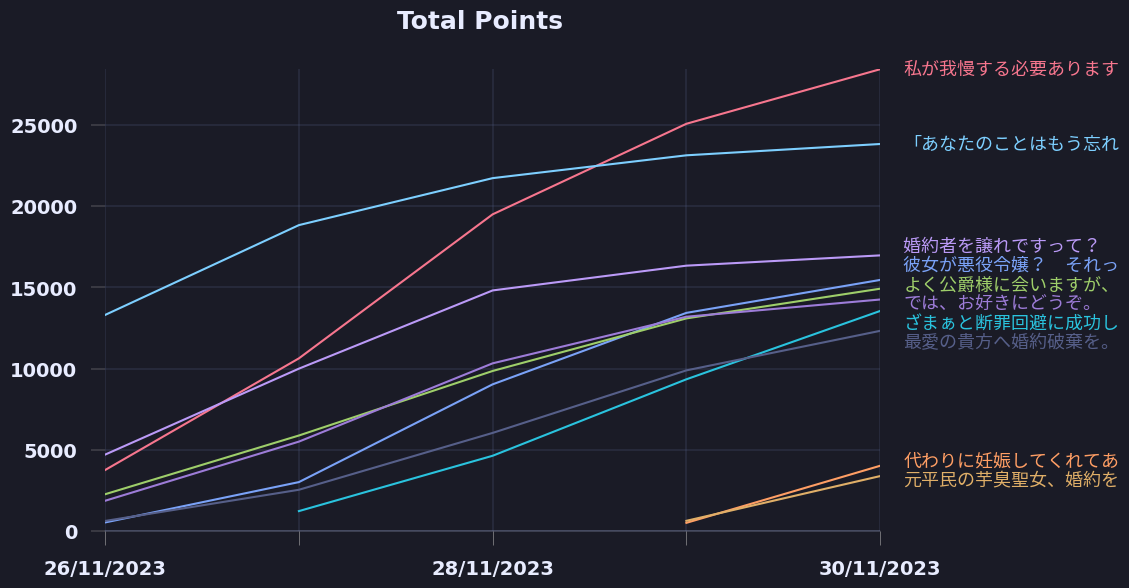 Total Points
私が我慢する必要あります
25000
「あなたのことはもう忘れ
20000
婚約者を譲れですって？
彼女が悪役令嬢？　それっ
15000
よく公爵様に会いますが、
では、お好きにどうぞ。
ざまぁと断罪回避に成功し
最愛の貴方へ婚約破棄を。
10000
5000
代わりに妊娠してくれてあ
元平民の芋臭聖女、婚約を
0
26/11/2023
28/11/2023
30/11/2023